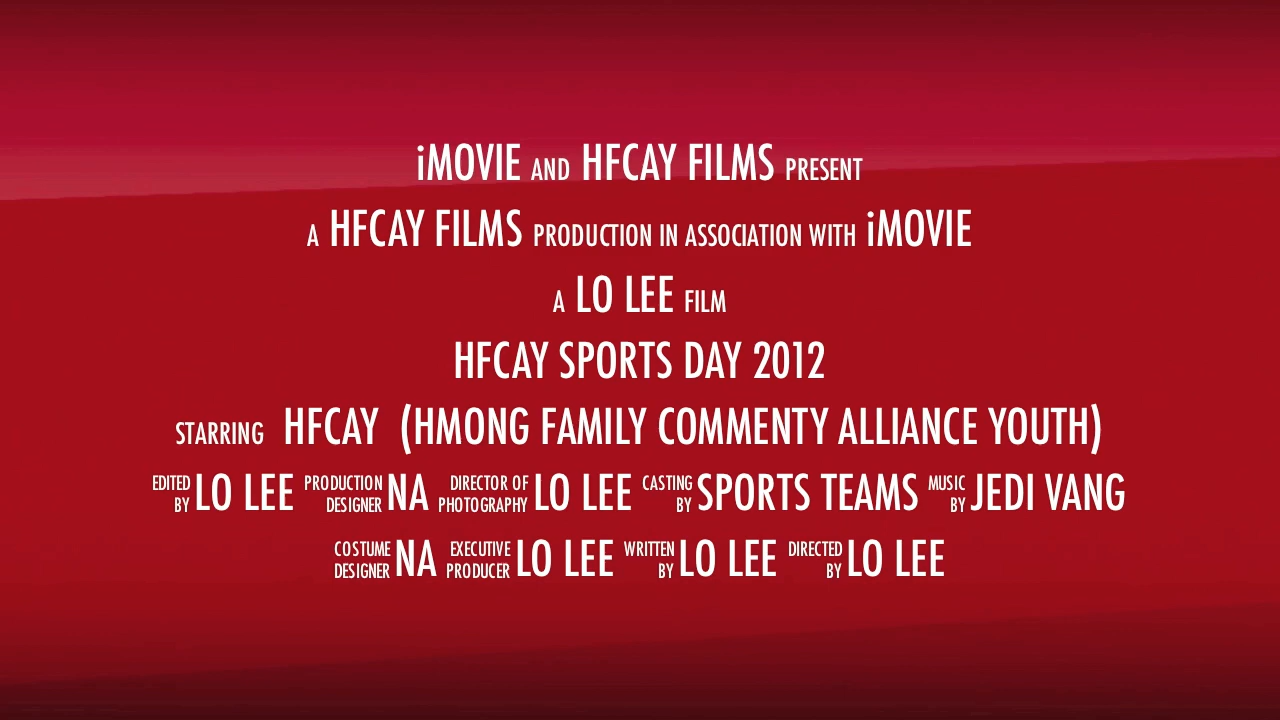 iMOVIE AND HFCAY FILMS PRESENT
A HFCAY FILMS PRODUCTION IN ASSOCIATION WITH iMOVIE
A LO LEE FILM
HFCAY SPORTS DAY 2012
STARRING HFCAY (HMONG FAMILY COMMENTY ALLIANCE YOUTH)
EDITED BY LO LEE PRODUCTION DESIGNER NA DIRECTOR OF PHOTOGRAPHY LO LEE CASTING BY SPORTS TEAMS MUSIC BY JEDI VANG
COSTUME DESIGNER NA EXECUTIVE PRODUCER LO LEE WRITTEN BY LO LEE DIRECTED BY LO LEE